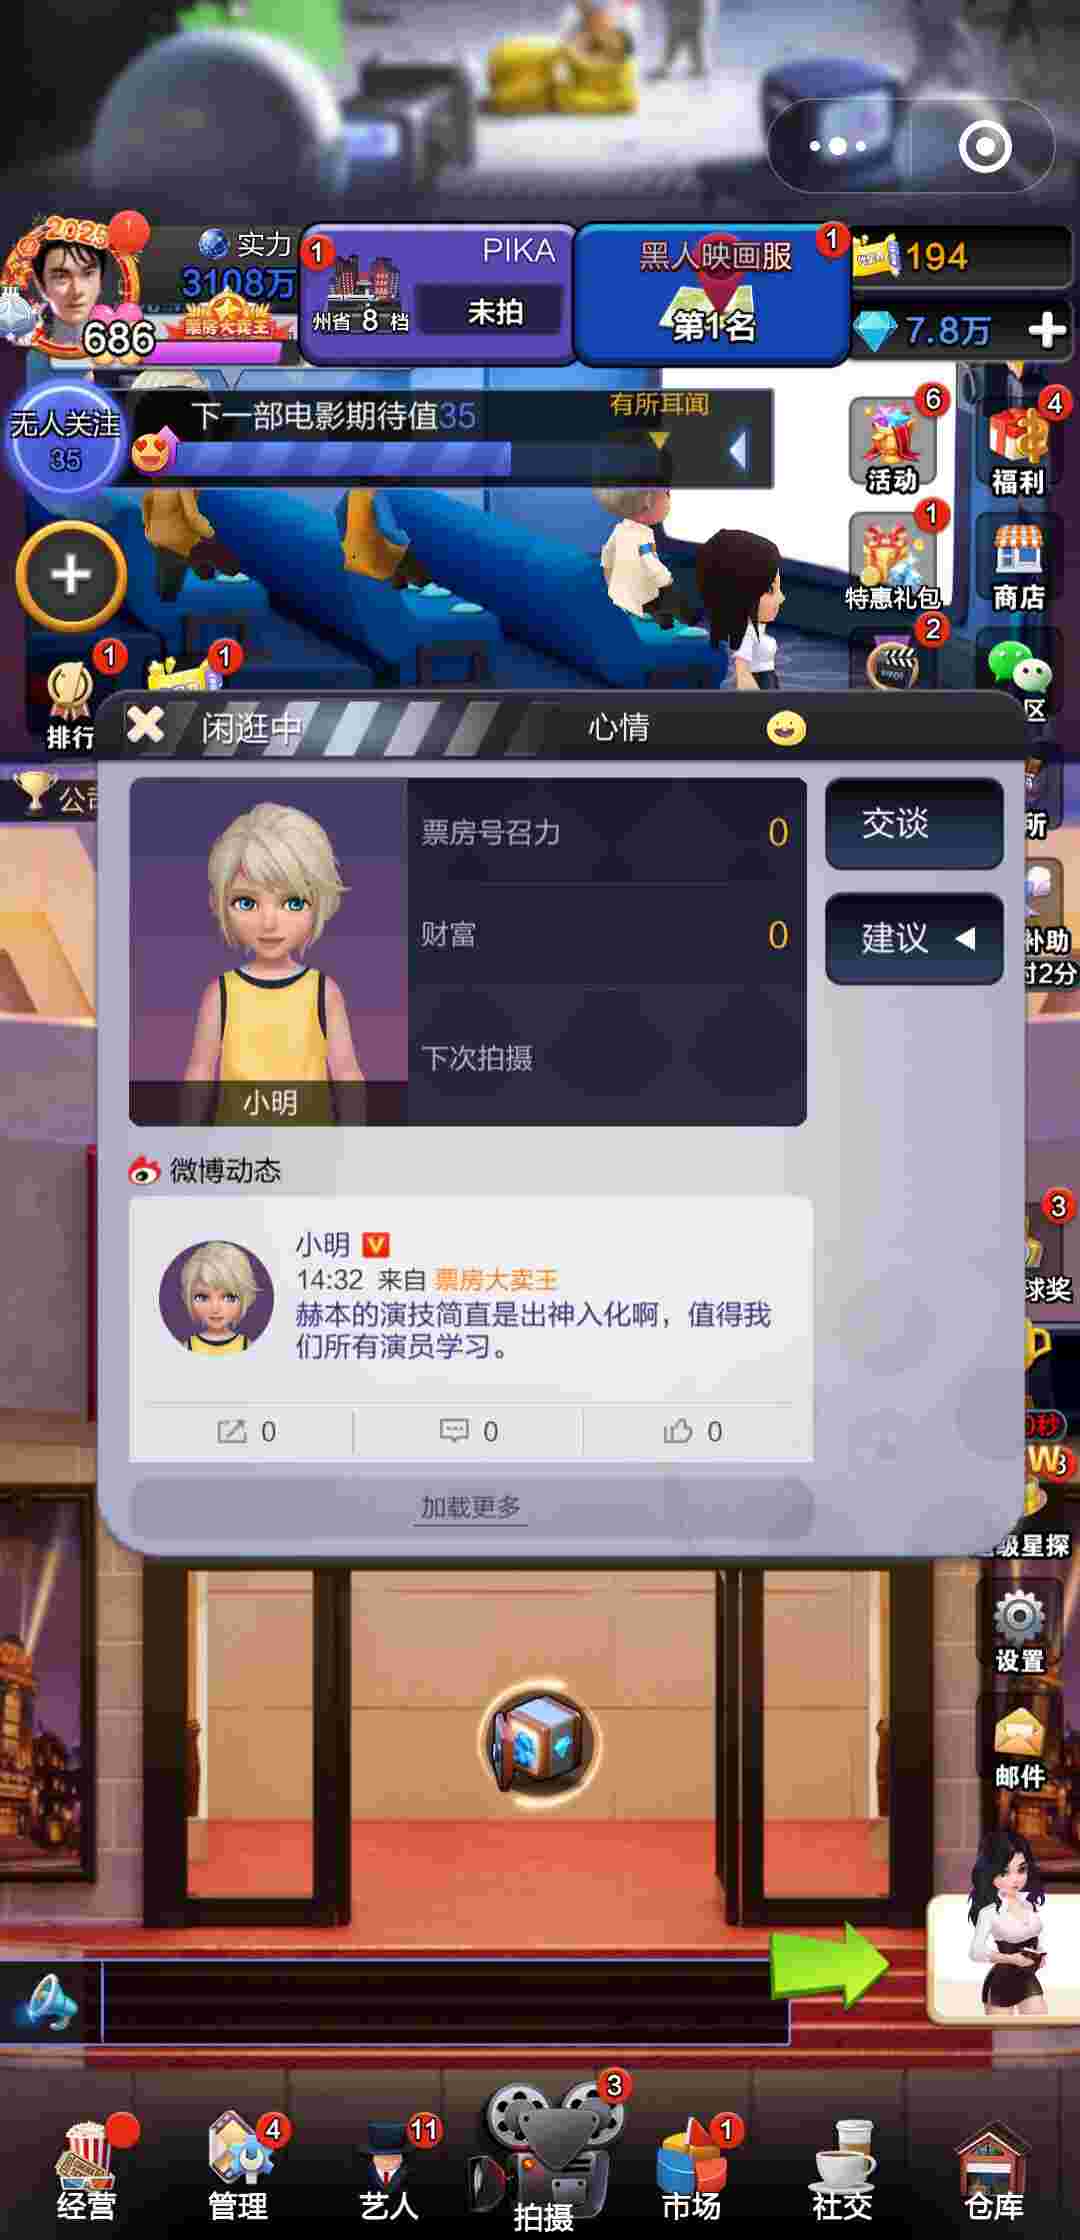 2025
1
实力
3108万
686
票房大卖王
1
PIKA
州省 8 档
未拍
黑人映画服
第1名
1
194
7.8万
无人关注
35
下一部电影期待值35
有所耳闻
6
活动
4
福利
1
特惠礼包
商店
2
1
排行
1
区
公司
闲逛中
心情
票房号召力
0
财富
0
下次拍摄
小明
交谈
建议
所
补助
时2分
微博动态
小明
14:32 来自 票房大卖王
赫本的演技简直是出神入化啊，值得我
们所有演员学习。
0
0
0
加载更多
3
球奖
0秒
W3
级星探
设置
邮件
经营
4
管理
11
艺人
3
拍摄
1
市场
社交
仓库